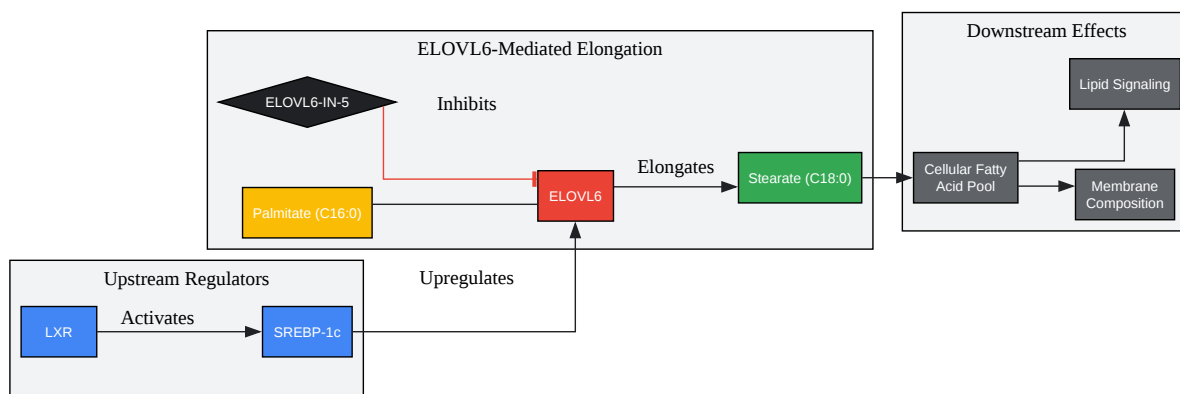 Downstream Effects
ELOVL6-Mediated Elongation
Lipid Signaling
ELOVL6-IN-5
Inhibits
Elongates
Stearate (C18:0)
Cellular Fatty
Acid Pool
Membrane
Composition
Palmitate (C16:0)
ELOVL6
Upstream Regulators
Upregulates
LXR
Activates
SREBP-1c